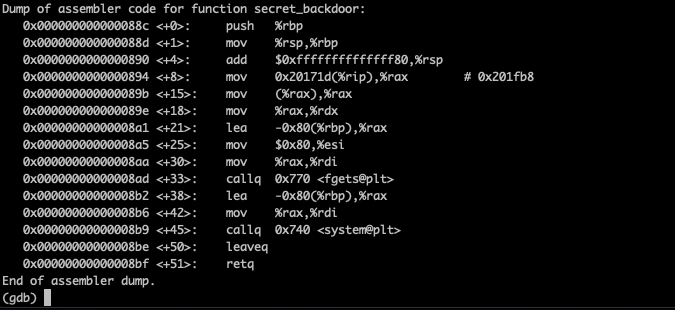 Dump of assembler code for function secret_backdoor:
0x000000000000088c <+0>: push %rbp
0x000000000000088d <+1>: mov %rsp,%rbp
0x0000000000000890 <+4>: add $0xffffffffffffff80,%rsp
0x0000000000000894 <+8>: mov 0x20171d(%rip),%rax # 0x201fb8
0x000000000000089b <+15>: mov (%rax),%rax
0x000000000000089e <+18>: mov %rax,%rdx
0x00000000000008a1 <+21>: lea -0x80(%rbp),%rax
0x00000000000008a5 <+25>: mov $0x80,%esi
0x00000000000008aa <+30>: mov %rax,%rdi
0x00000000000008ad <+33>: callq 0x770 <fgets@plt>
0x00000000000008b2 <+38>: lea -0x80(%rbp),%rax
0x00000000000008b6 <+42>: mov %rax,%rdi
0x00000000000008b9 <+45>: callq 0x740 <system@plt>
0x00000000000008be <+50>: leaveq
0x00000000000008bf <+51>: retq
End of assembler dump.
(gdb)